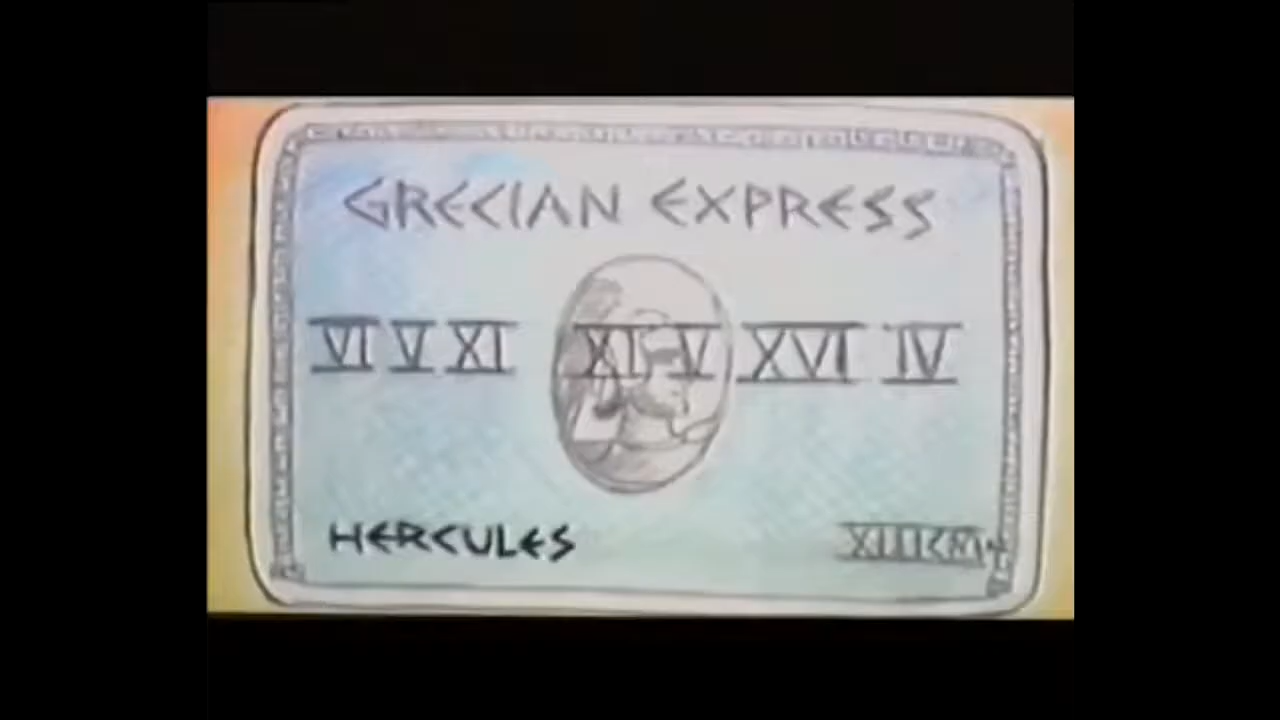 GRECIAN EXPRESS
VI V XI XI V XVI IV
HERCULES